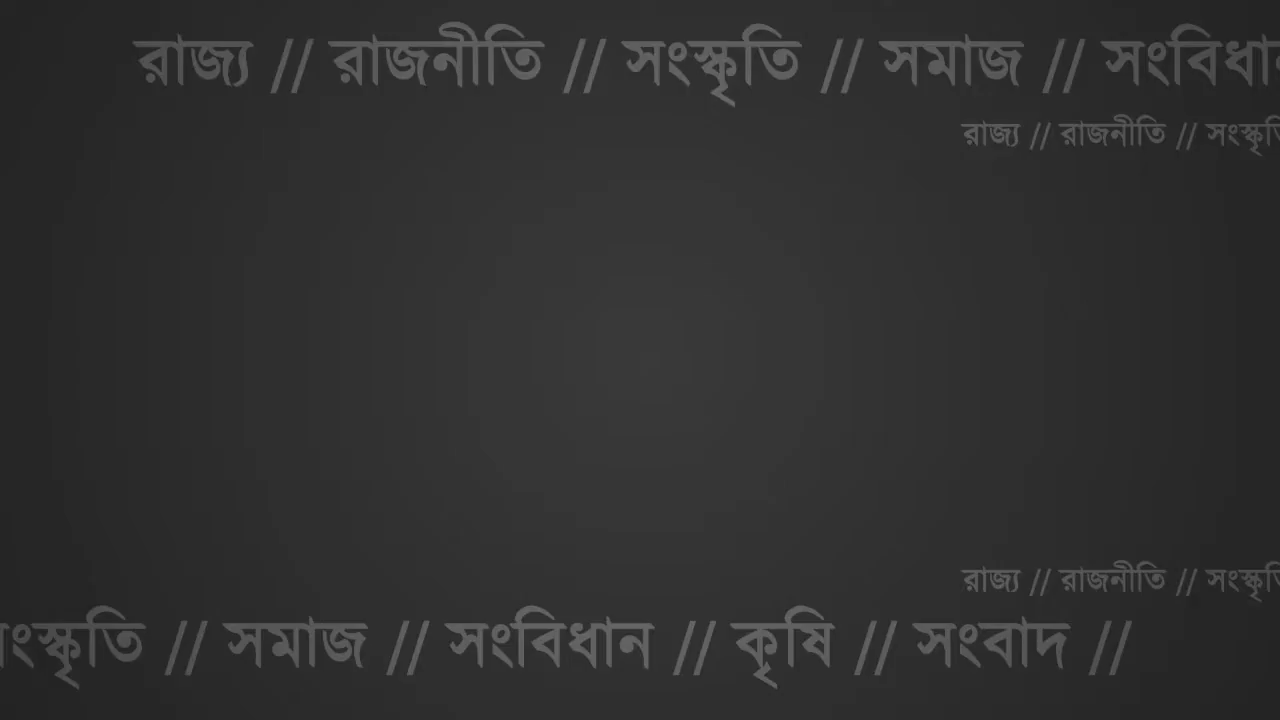 রাজ্য // রাজনীতি // সংস্কৃতি // সমাজ // সংবিধান
রাজ্য // রাজনীতি // সংস্কৃতি
রাজ্য // রাজনীতি // সংস্কৃতি
সংস্কৃতি // সমাজ // সংবিধান // কৃষি // সংবাদ //